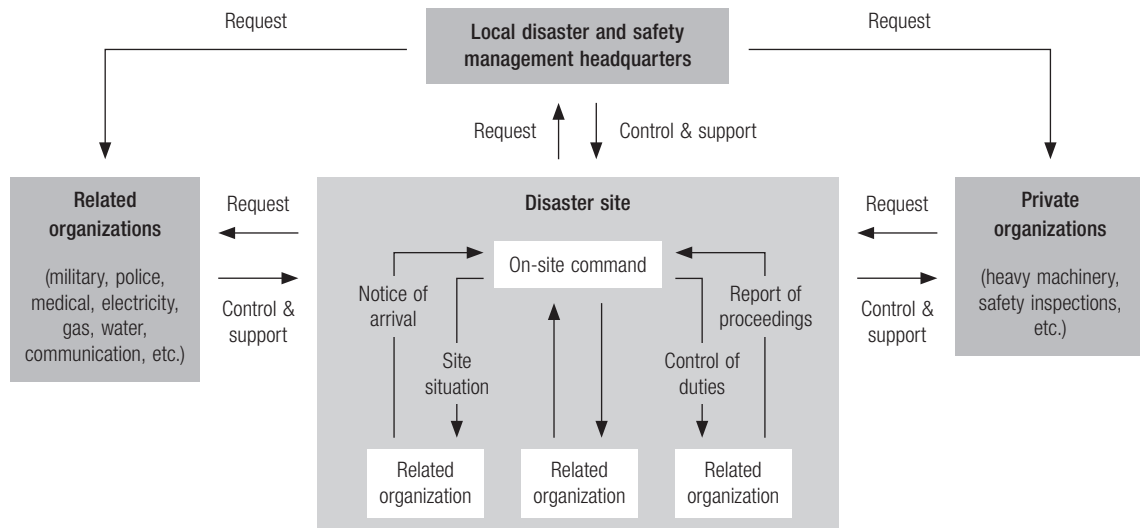 Request
Local disaster and safety
management headquarters
Request
Request
Control & support
Related
organizations
(military, police,
medical, electricity,
gas, water,
communication, etc.)
Request
Control &
support
Disaster site
On-site command
Notice of
arrival
Site
situation
Report of
proceedings
Control of
duties
Related
organization
Related
organization
Related
organization
Request
Control &
support
Private
organizations
(heavy machinery,
safety inspections,
etc.)